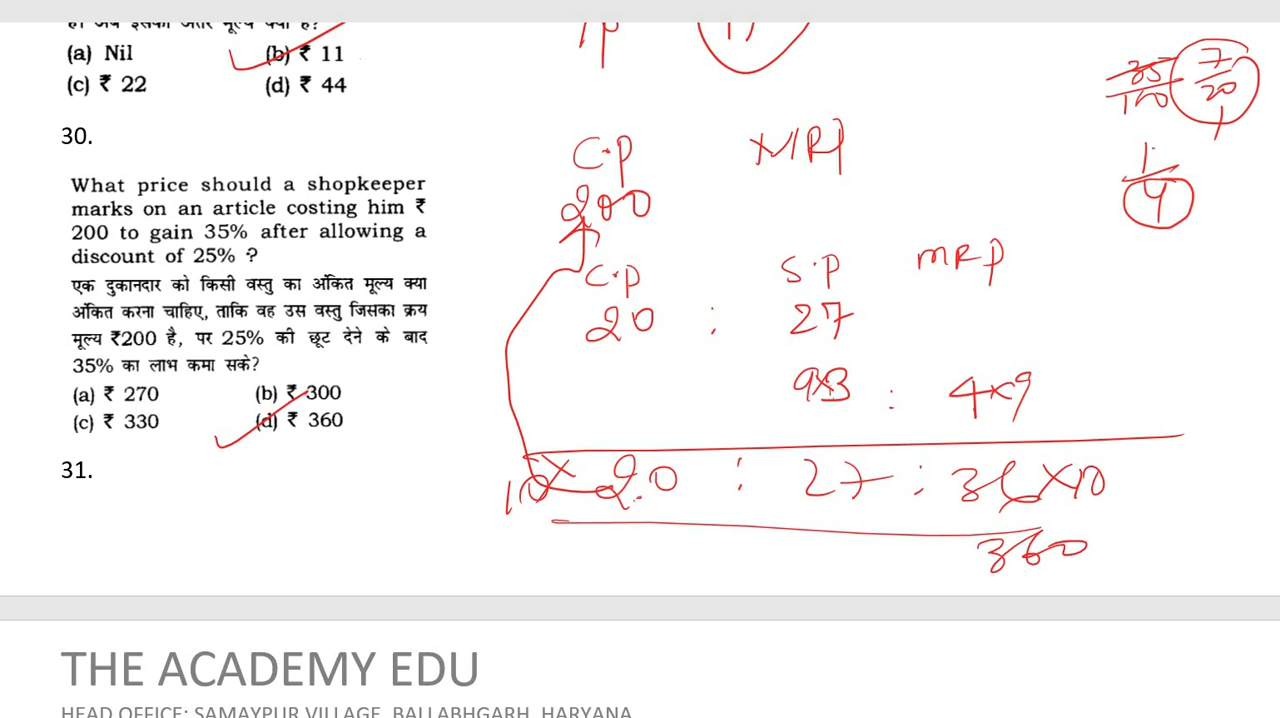 (a) Nil (b) ₹ 11
(c) ₹ 22 (d) ₹ 44
30.
What price should a shopkeeper
marks on an article costing him ₹
200 to gain 35% after allowing a
discount of 25% ?
एक दुकानदार को किसी वस्तु का अंकित मूल्य क्या
अंकित करना चाहिए, ताकि वह उस वस्तु जिसका क्रय
मूल्य ₹200 है, पर 25% की छूट देने के बाद
35% का लाभ कमा सके?
(a) ₹ 270 (b) ₹ 300
(c) ₹ 330 (d) ₹ 360
31.
35/100 7/20
1/4
C.P MRP
200
C.P S.P MRP
20 : 27
9×3 : 4×9
10× 20 : 27 : 36×10
360
THE ACADEMY EDU
HEAD OFFICE: SAMAYPUR VILLAGE, BALLABHGARH, HARYANA